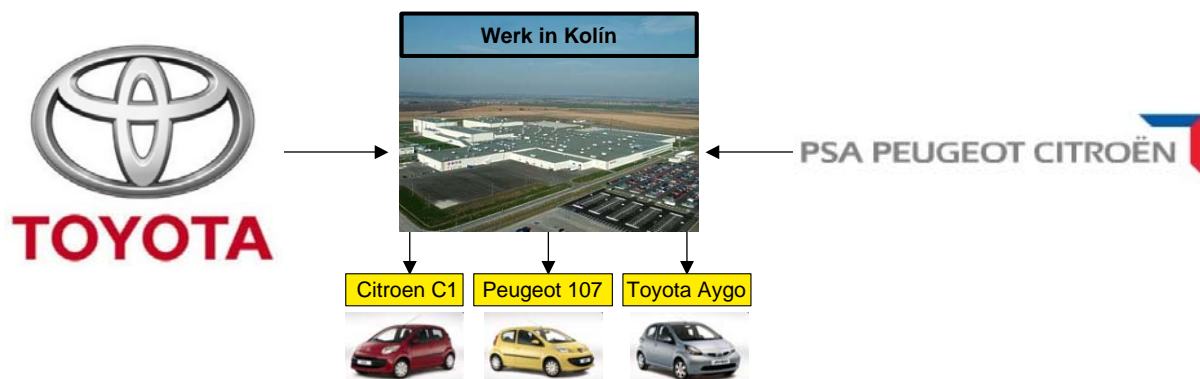 Werk in Kolín
TOYOTA
PSA PEUGEOT CITROËN
Citroen C1
Peugeot 107
Toyota Aygo